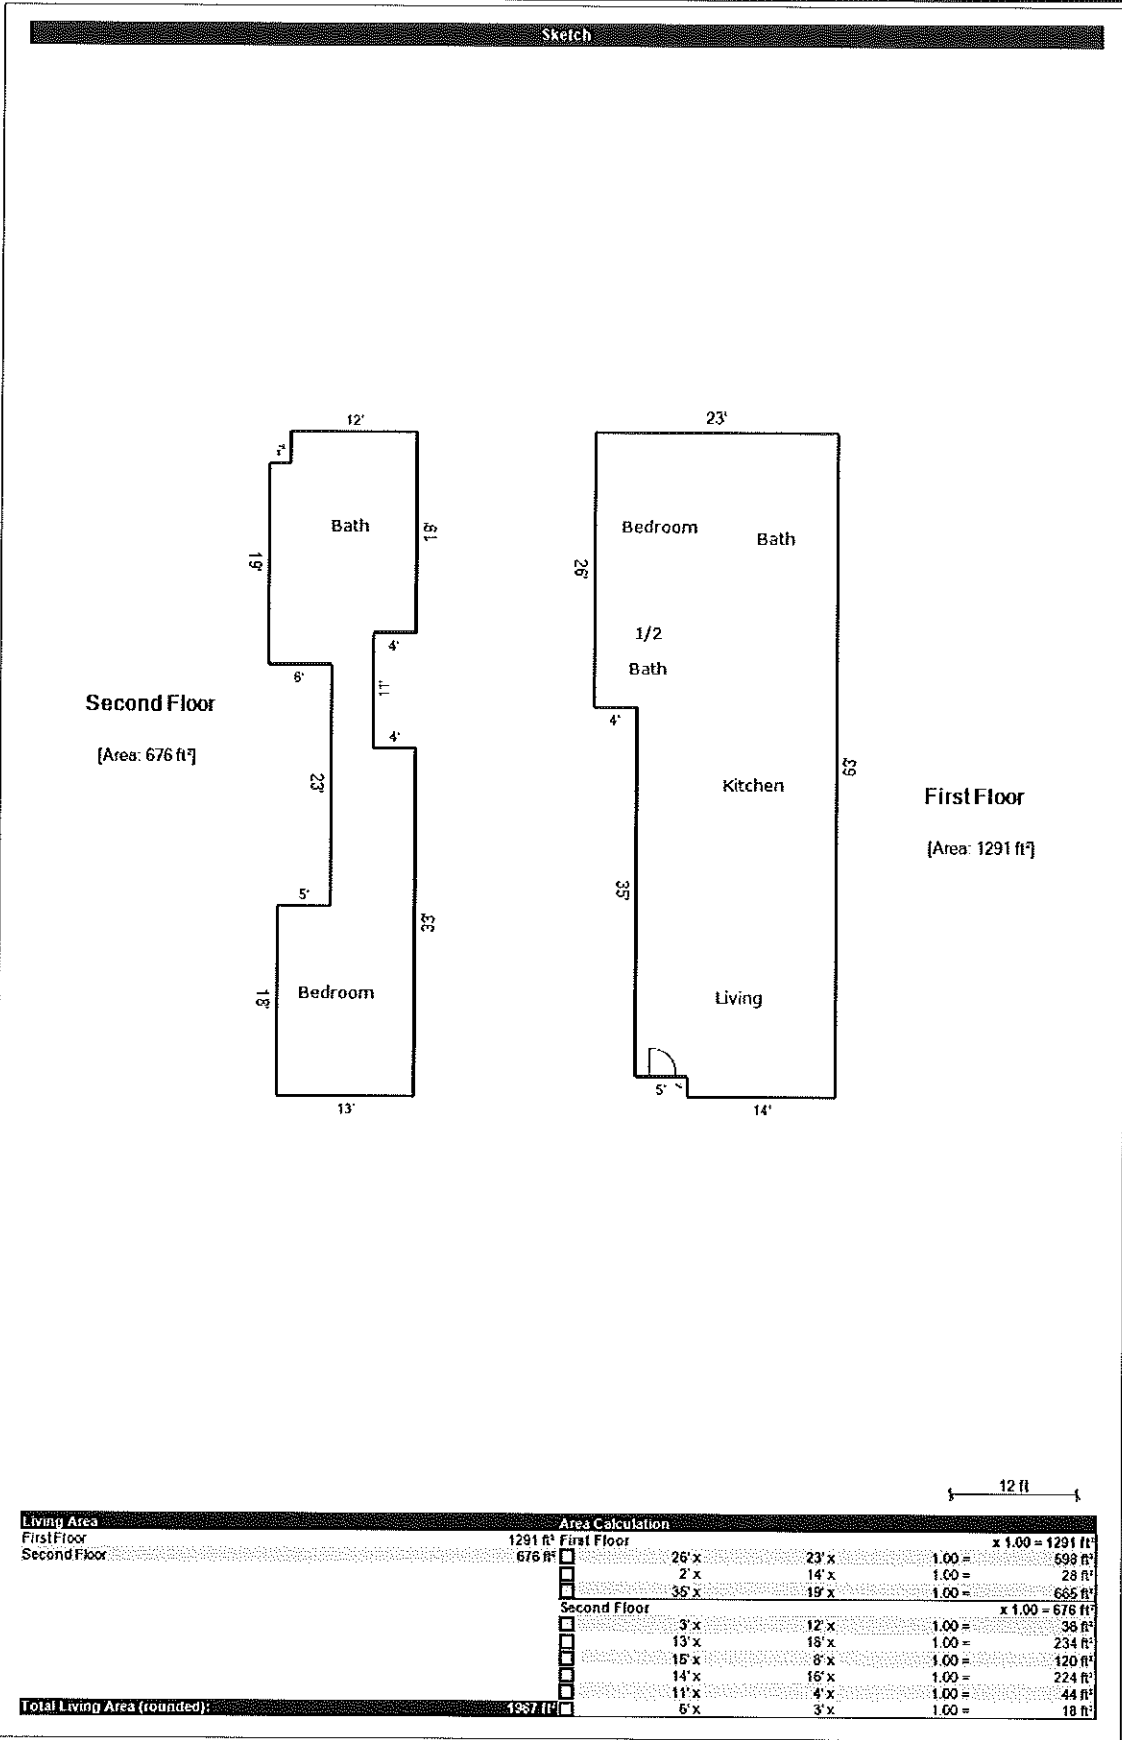 Sketch
12'
23'
Bath
19'
19'
Bedroom
Bath
26'
4'
1/2
6'
11'
Bath
Second Floor
4'
4'
[Area: 676 ft²]
23'
Kitchen
63'
First Floor
[Area: 1291 ft²]
5'
35'
33'
18'
Bedroom
Living
5'
13'
14'
12 ft
Living Area
First Floor 1291 ft²
Second Floor 676 ft²
Total Living Area (rounded): 1967 ft²
Area Calculation
First Floor x 1.00 = 1291 ft²
26' x 23' x 1.00 = 598 ft²
2' x 14' x 1.00 = 28 ft²
35' x 19' x 1.00 = 665 ft²
Second Floor x 1.00 = 676 ft²
3' x 12' x 1.00 = 36 ft²
13' x 18' x 1.00 = 234 ft²
15' x 8' x 1.00 = 120 ft²
14' x 16' x 1.00 = 224 ft²
11' x 4' x 1.00 = 44 ft²
6' x 3' x 1.00 = 18 ft²